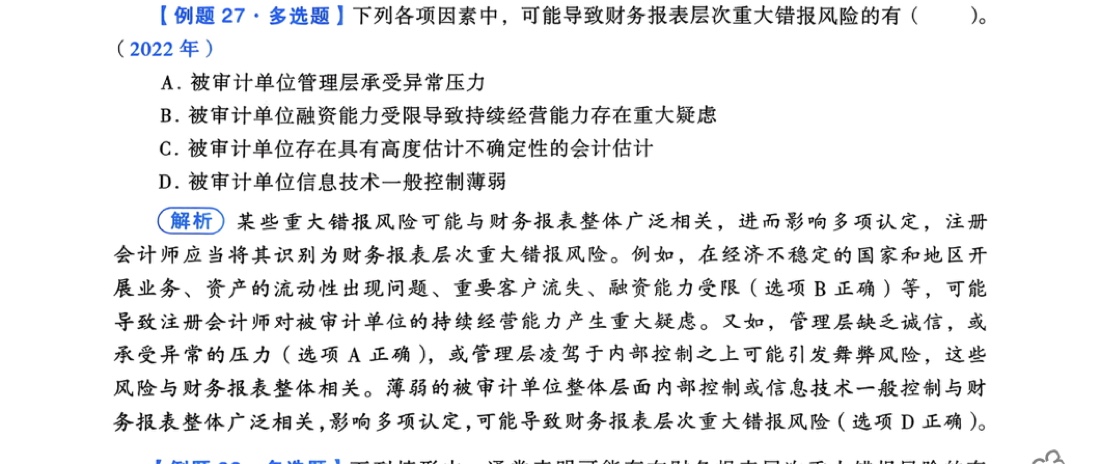 【例题 27 · 多选题】下列各项因素中，可能导致财务报表层次重大错报风险的有（　　）。
（2022 年）
A. 被审计单位管理层承受异常压力
B. 被审计单位融资能力受限导致持续经营能力存在重大疑虑
C. 被审计单位存在具有高度估计不确定性的会计估计
D. 被审计单位信息技术一般控制薄弱
解析 某些重大错报风险可能与财务报表整体广泛相关，进而影响多项认定，注册
会计师应当将其识别为财务报表层次重大错报风险。例如，在经济不稳定的国家和地区开
展业务、资产的流动性出现问题、重要客户流失、融资能力受限（选项 B 正确）等，可能
导致注册会计师对被审计单位的持续经营能力产生重大疑虑。又如，管理层缺乏诚信，或
承受异常的压力（选项 A 正确），或管理层凌驾于内部控制之上可能引发舞弊风险，这些
风险与财务报表整体相关。薄弱的被审计单位整体层面内部控制或信息技术一般控制与财
务报表整体广泛相关，影响多项认定，可能导致财务报表层次重大错报风险（选项 D 正确）。